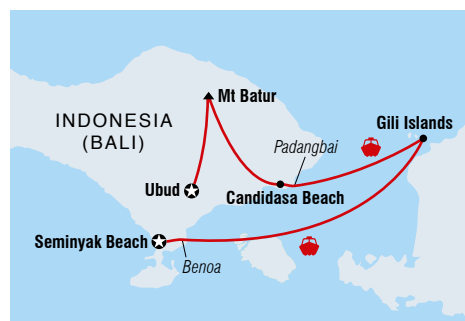 Mt Batur
INDONESIA
(BALI)
Gili Islands
Padangbai
Ubud
Candidasa Beach
Seminyak Beach
Benoa